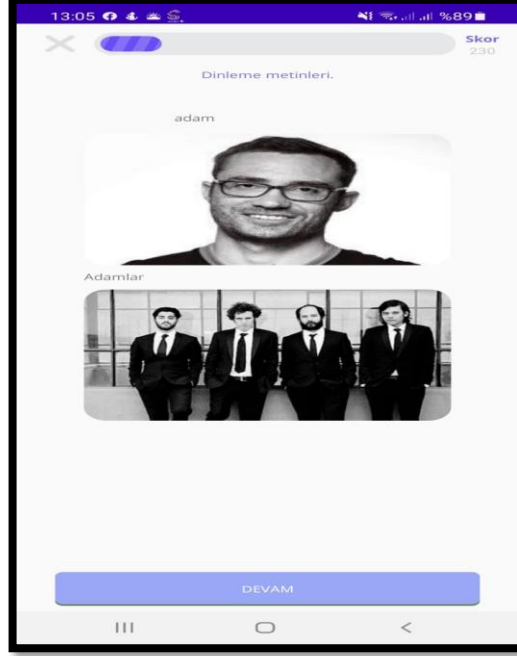 13:05 %89
Skor
230
Dinleme metinleri.
adam
Adamlar
DEVAM